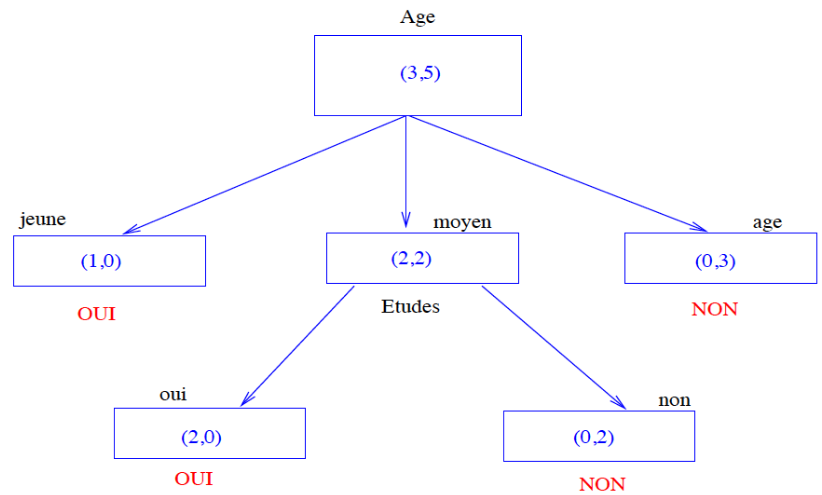 Age
(3,5)
jeune
moyen
age
(1,0)
(2,2)
(0,3)
OUI
Etudes
NON
oui
non
(2,0)
(0,2)
OUI
NON